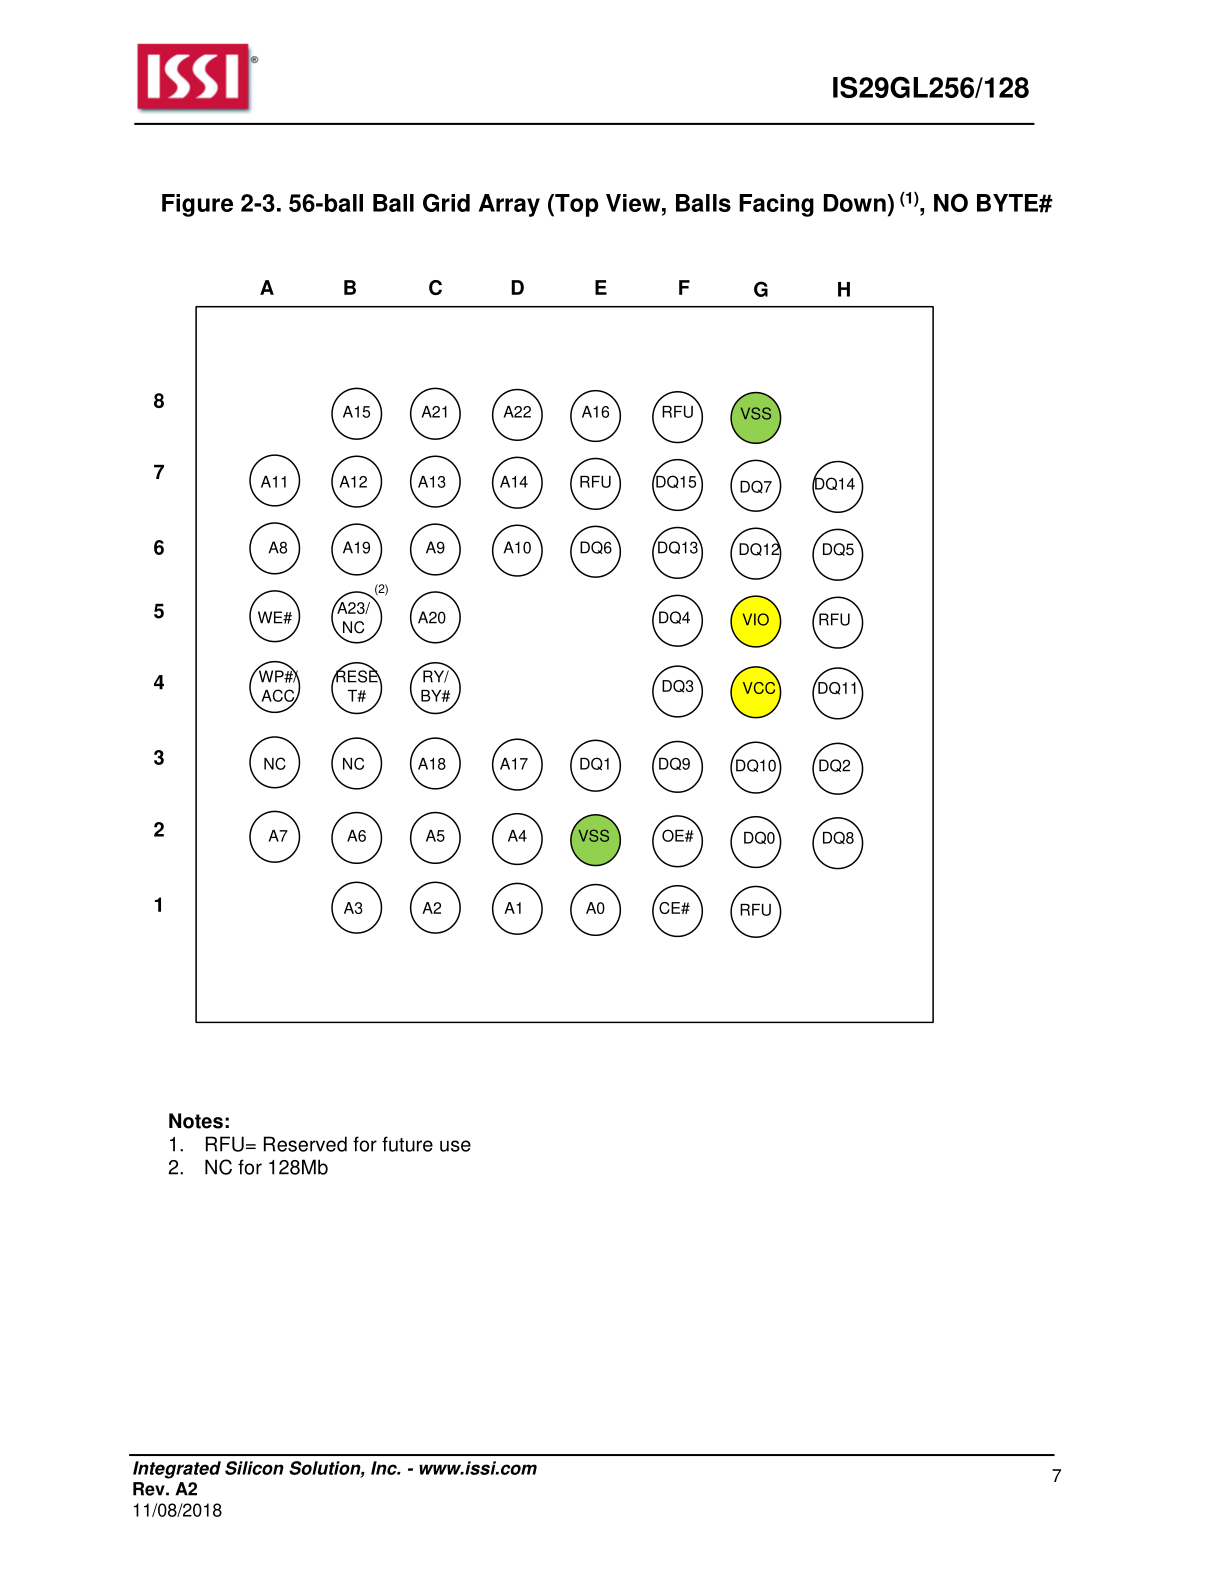 ISSI®
IS29GL256/128
Figure 2-3. 56-ball Ball Grid Array (Top View, Balls Facing Down) (1), NO BYTE#
A B C D E F G H
8 A15 A21 A22 A16 RFU VSS
7 A11 A12 A13 A14 RFU DQ15 DQ7 DQ14
6 A8 A19 A9 A10 DQ6 DQ13 DQ12 DQ5
(2)
5 WE# A23/ NC A20 DQ4 VIO RFU
4 WP#/ ACC RESE T# RY/ BY# DQ3 VCC DQ11
3 NC NC A18 A17 DQ1 DQ9 DQ10 DQ2
2 A7 A6 A5 A4 VSS OE# DQ0 DQ8
1 A3 A2 A1 A0 CE# RFU
Notes:
1. RFU= Reserved for future use
2. NC for 128Mb
Integrated Silicon Solution, Inc. - www.issi.com
7
Rev. A2
11/08/2018